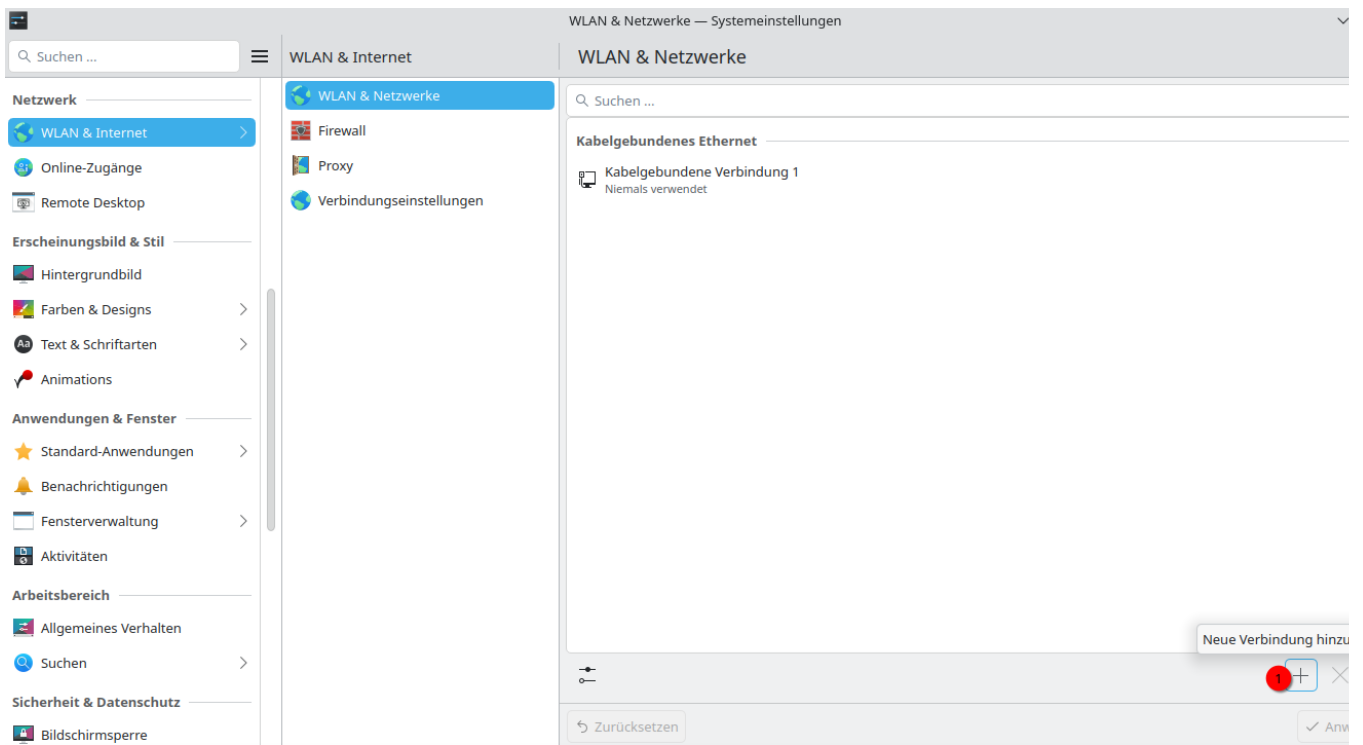 WLAN & Netzwerke — Systemeinstellungen
Suchen ...
WLAN & Internet
WLAN & Netzwerke
Netzwerk
WLAN & Internet
Online-Zugänge
Remote Desktop
Erscheinungsbild & Stil
Hintergrundbild
Farben & Designs
Aa
Text & Schriftarten
Animations
Anwendungen & Fenster
Standard-Anwendungen
Benachrichtigungen
Fensterverwaltung
Aktivitäten
Arbeitsbereich
Allgemeines Verhalten
Suchen
Sicherheit & Datenschutz
Bildschirmsperre
WLAN & Netzwerke
Firewall
Proxy
Verbindungseinstellungen
Suchen ...
Kabelgebundenes Ethernet
Kabelgebundene Verbindung 1
Niemals verwendet
Neue Verbindung hinzu
1
Zurücksetzen
Anw